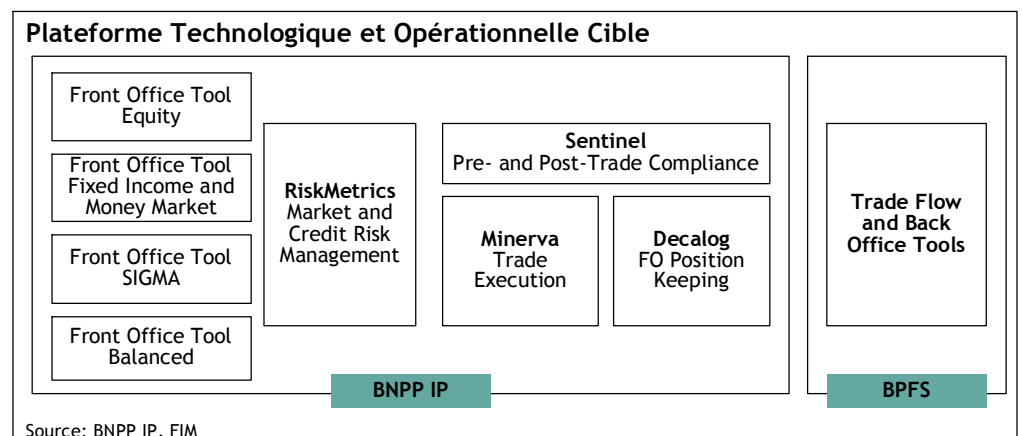 Plateforme Technologique et Opérationnelle Cible
Front Office Tool
Equity
Front Office Tool
Fixed Income and
Money Market
Front Office Tool
SIGMA
Front Office Tool
Balanced
RiskMetrics
Market and
Credit Risk
Management
Sentinel
Pre- and Post-Trade Compliance
Minerva
Trade
Execution
Decalog
FO Position
Keeping
BNPP IP
Trade Flow
and Back
Office Tools
BPFS
Source: BNPP IP, FIM